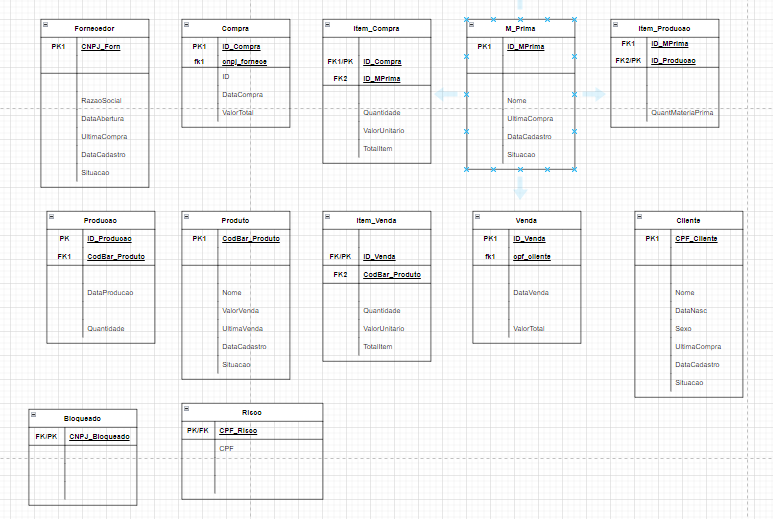 Fornecedor
PK1 CNPJ_Forn
RazaoSocial
DataAbertura
UltimaCompra
DataCadastro
Situacao
Compra
PK1 ID_Compra
fk1 cnpj_fornece
ID
DataCompra
ValorTotal
Item_Compra
FK1/PK ID_Compra
FK2 ID_MPrima
Quantidade
ValorUnitario
TotalItem
M_Prima
PK1 ID_MPrima
Nome
UltimaCompra
DataCadastro
Situacao
Item_Producao
FK1 ID_MPrima
FK2/PK ID_Producao
QuantMateriaPrima
Producao
PK ID_Producao
FK1 CodBar_Produto
DataProducao
Quantidade
Produto
PK1 CodBar_Produto
Nome
ValorVenda
UltimaVenda
DataCadastro
Situacao
Item_Venda
FK/PK ID_Venda
FK2 CodBar_Produto
Quantidade
ValorUnitario
TotalItem
Venda
PK1 ID_Venda
fk1 cpf_cliente
DataVenda
ValorTotal
Cliente
PK1 CPF_Cliente
Nome
DataNasc
Sexo
UltimaCompra
DataCadastro
Situacao
Bloqueado
FK/PK CNPJ_Bloqueado
Risco
PK/FK CPF_Risco
CPF